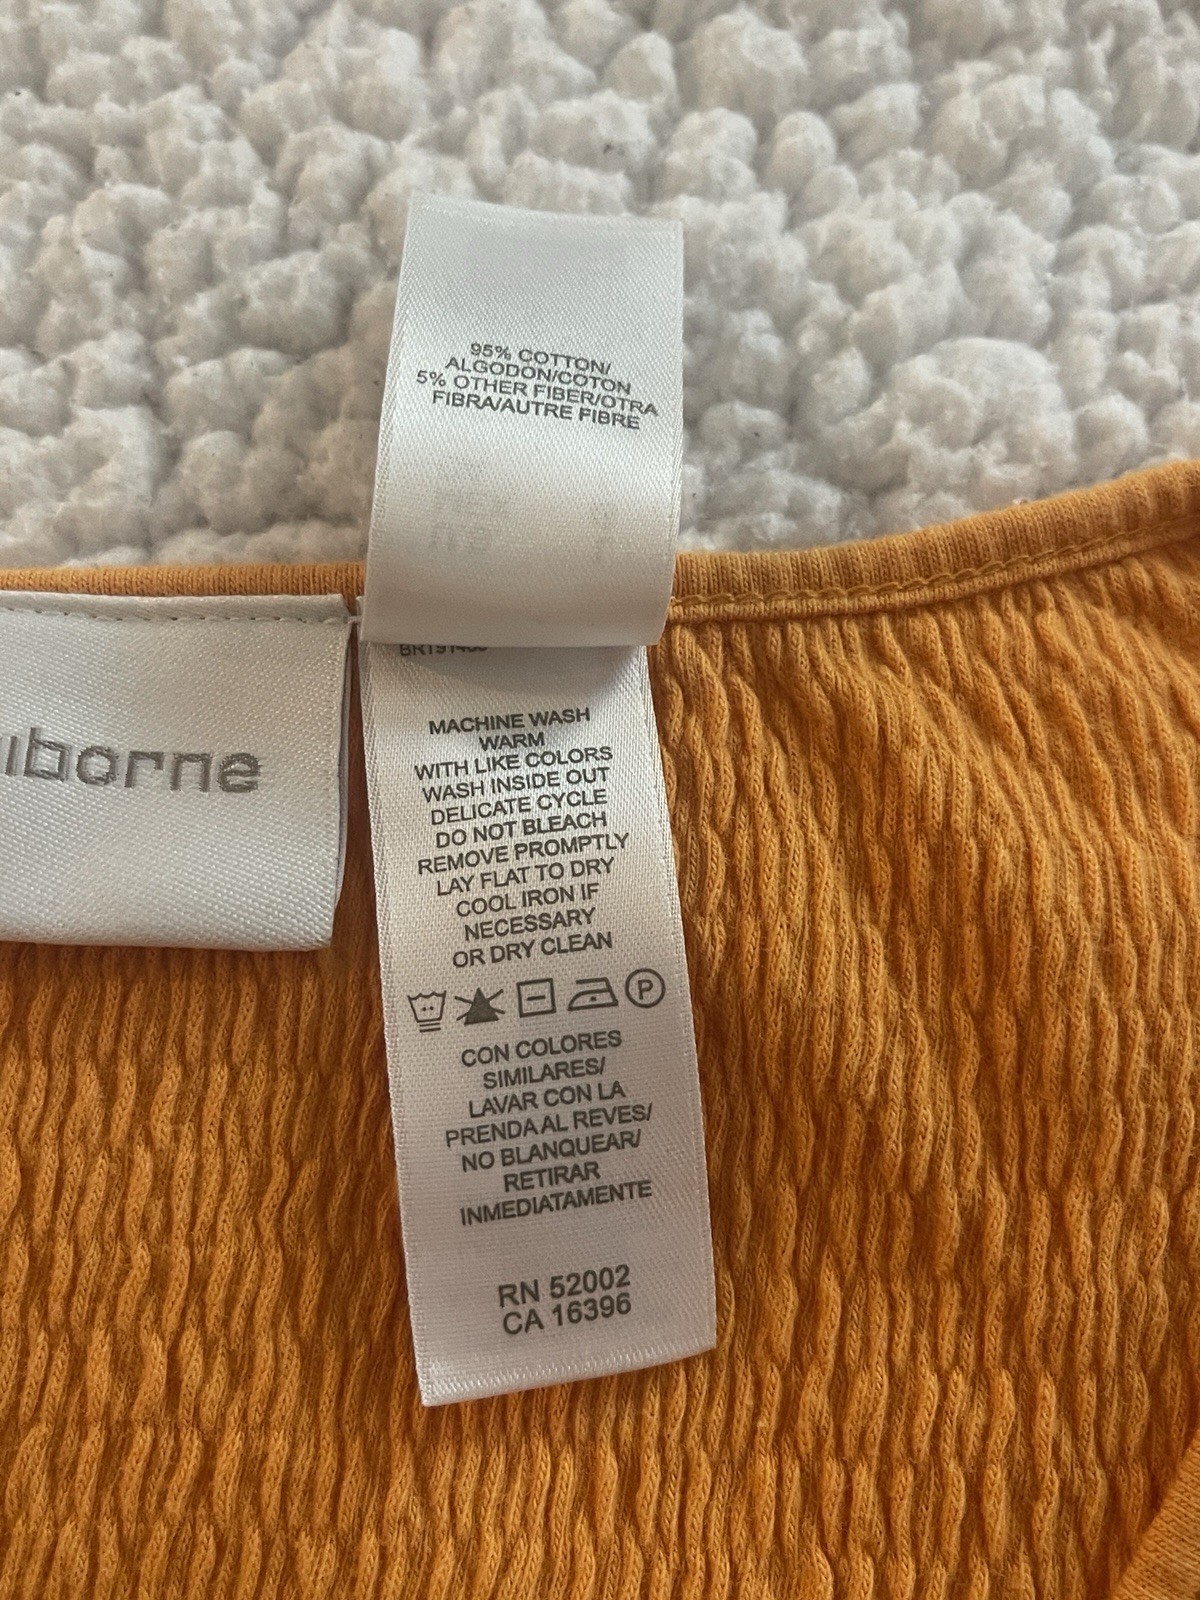 95% COTTON/
ALGODON/COTON
5% OTHER FIBER/OTRA
FIBRA/AUTRE FIBRE
iborne
MACHINE WASH
WARM
WITH LIKE COLORS
WASH INSIDE OUT
DELICATE CYCLE
DO NOT BLEACH
REMOVE PROMPTLY
LAY FLAT TO DRY
COOL IRON IF
NECESSARY
OR DRY CLEAN
P
CON COLORES
SIMILARES/
LAVAR CON LA
PRENDA AL REVES/
NO BLANQUEAR/
RETIRAR
INMEDIATAMENTE
RN 52002
CA 16396